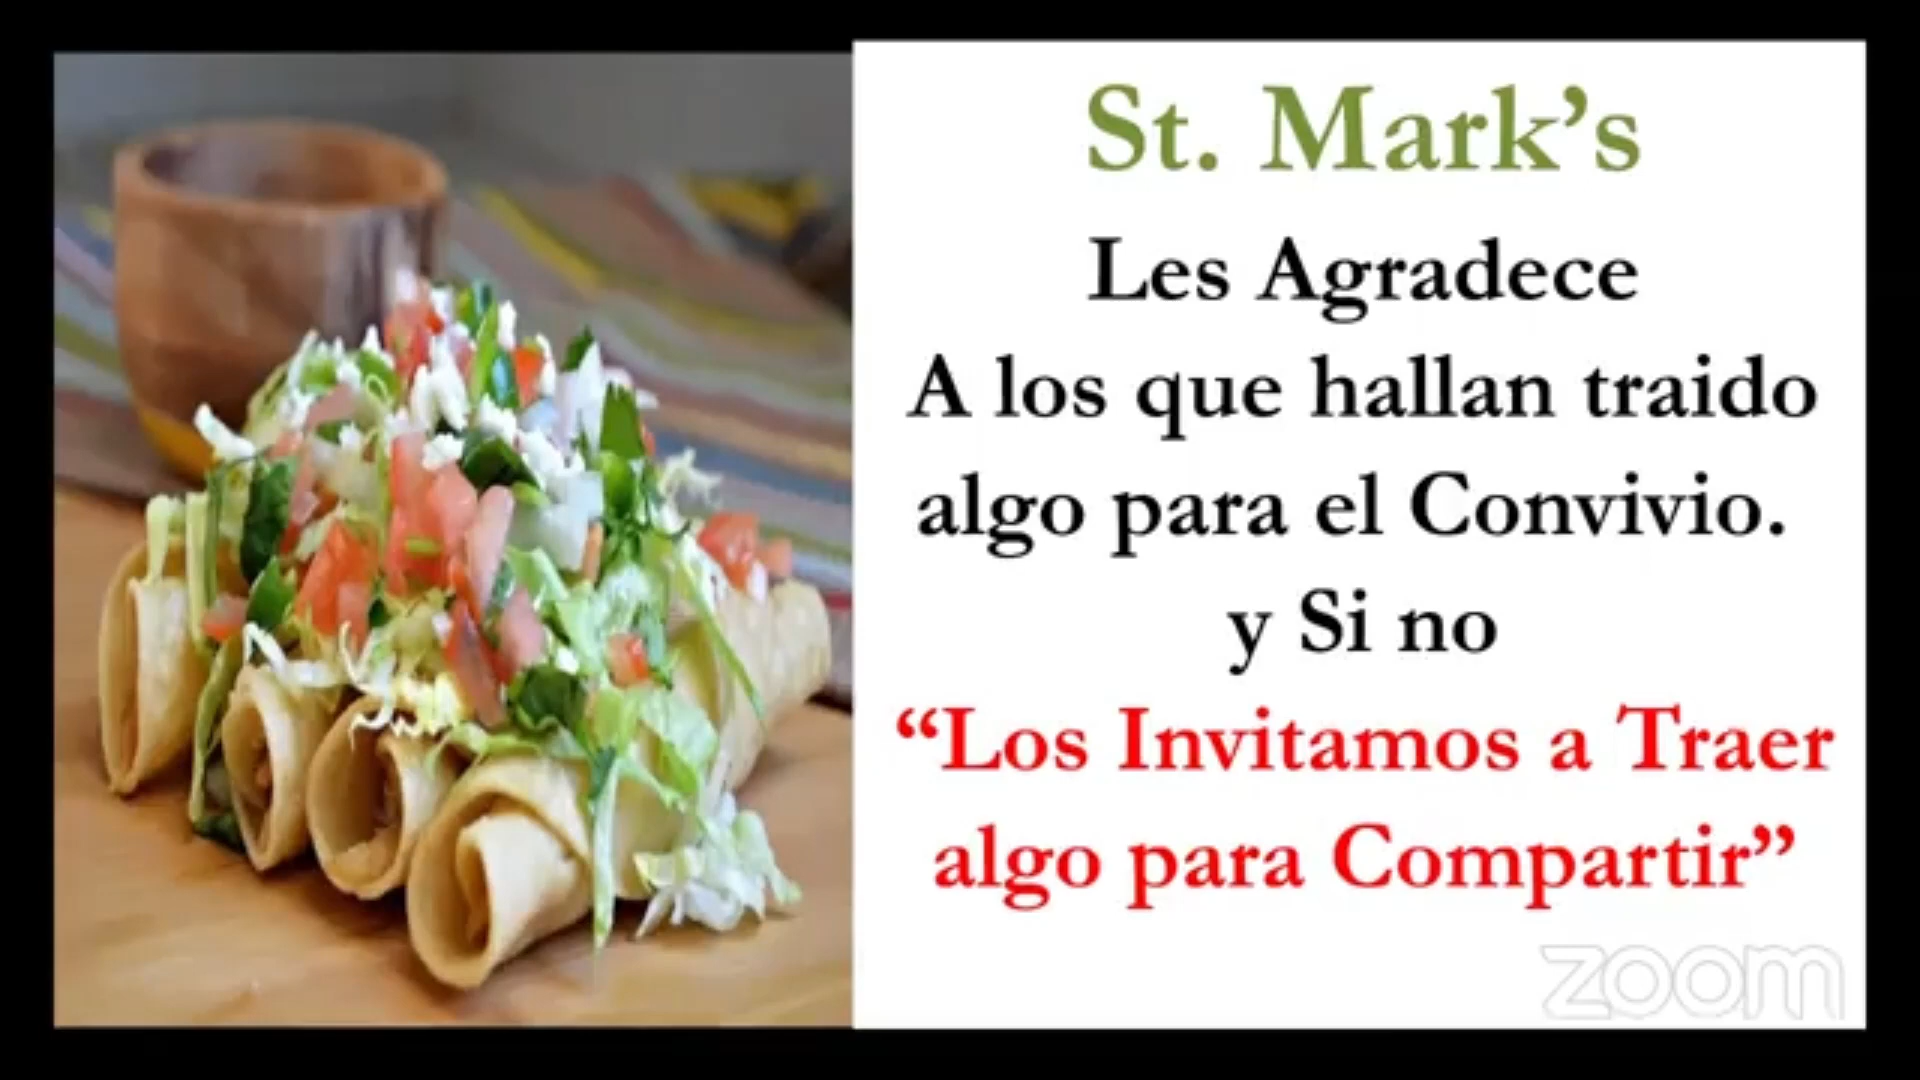 St. Mark’s
Les Agradece
A los que hallan traido
algo para el Convivio.
y Si no
“Los Invitamos a Traer
algo para Compartir”
zoom